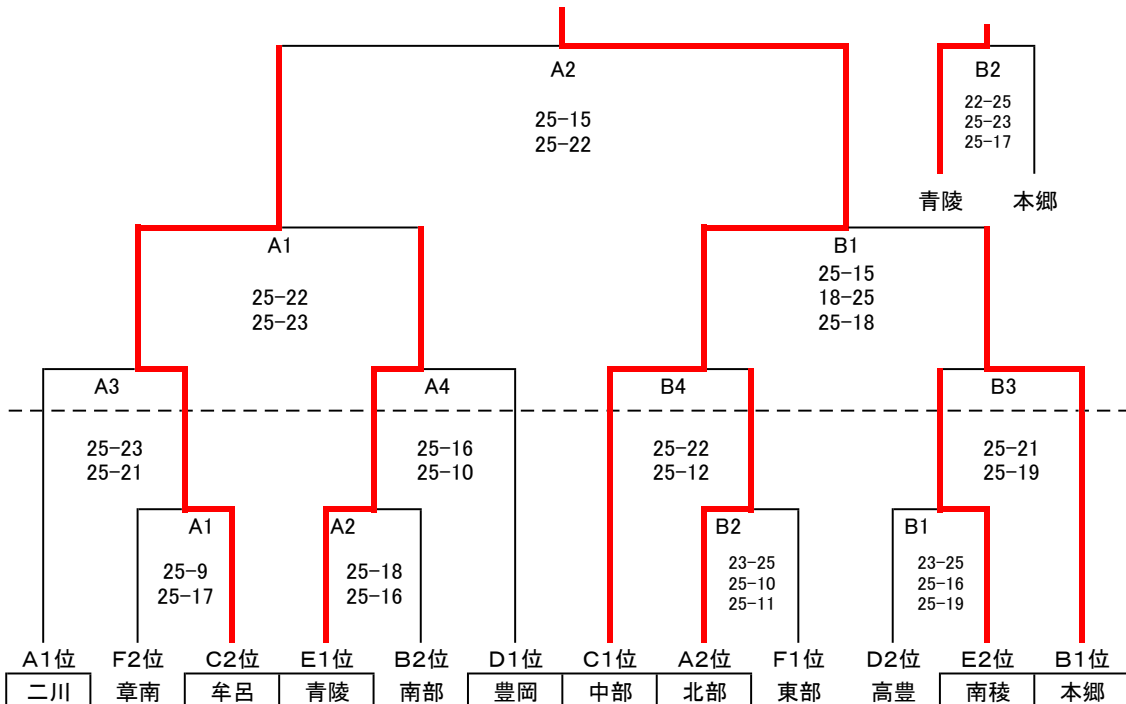 A2
25-15
25-22
B2
22-25
25-23
25-17
青陵 本郷
A1
25-22
25-23
B1
25-15
18-25
25-18
A3
25-23
25-21
A4
25-16
25-10
B4
25-22
25-12
B3
25-21
25-19
A1
25-9
25-17
A2
25-18
25-16
B2
23-25
25-10
25-11
B1
23-25
25-16
25-19
A1位 F2位 C2位 E1位 B2位 D1位 C1位 A2位 F1位 D2位 E2位 B1位
二川 章南 牟呂 青陵 南部 豊岡 中部 北部 東部 高豊 南稜 本郷